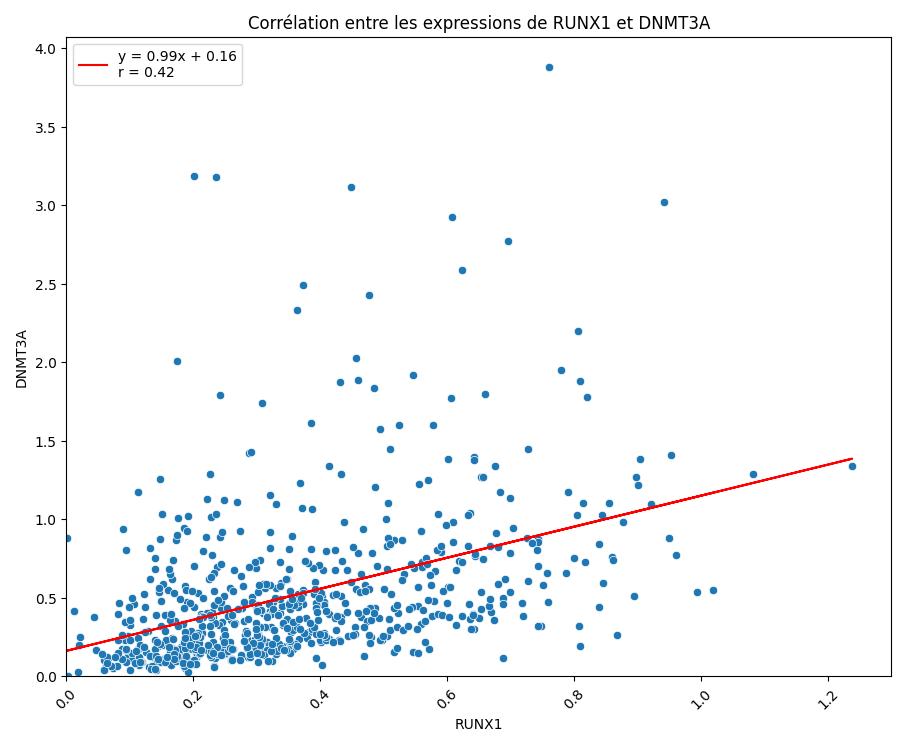 Corrélation entre les expressions de RUNX1 et DNMT3A
y = 0.99x + 0.16
r = 0.42
4.0
3.5
3.0
2.5
2.0
1.5
1.0
0.5
0.0
DNMT3A
0.0 0.2 0.4 0.6 0.8 1.0 1.2
RUNX1